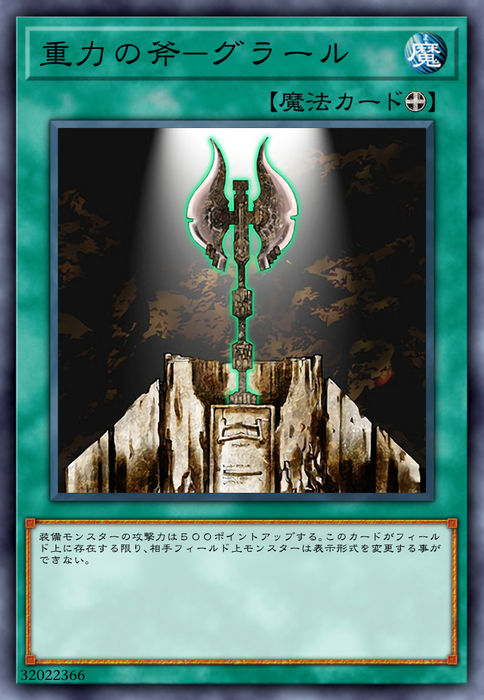 重力の斧－グラール
魔
【魔法カード】
装備モンスターの攻撃力は５００ポイントアップする。このカードがフィール
ド上に存在する限り、相手フィールド上モンスターは表示形式を変更する事が
できない。
32022366